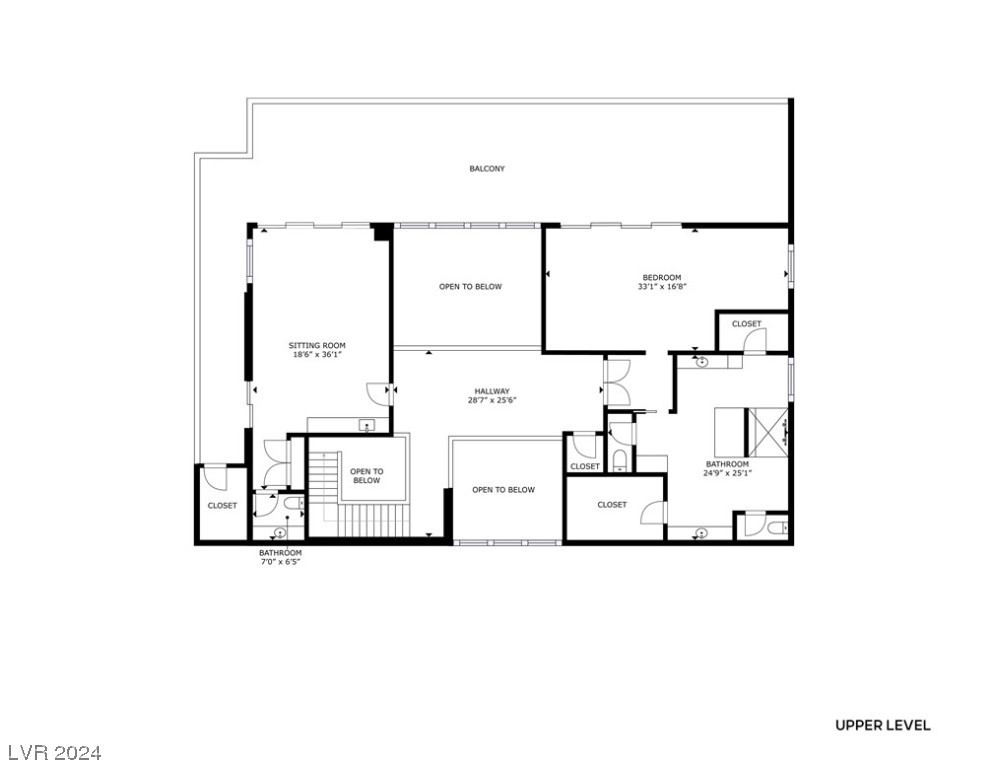 BALCONY
OPEN TO BELOW
BEDROOM
33'1" x 16'8"
CLOSET
SITTING ROOM
18'6" x 36'1"
HALLWAY
28'7" x 25'6"
OPEN TO
BELOW
OPEN TO BELOW
CLOSET
BATHROOM
24'9" x 25'1"
CLOSET
CLOSET
BATHROOM
7'0" x 6'5"
UPPER LEVEL
LVR 2024